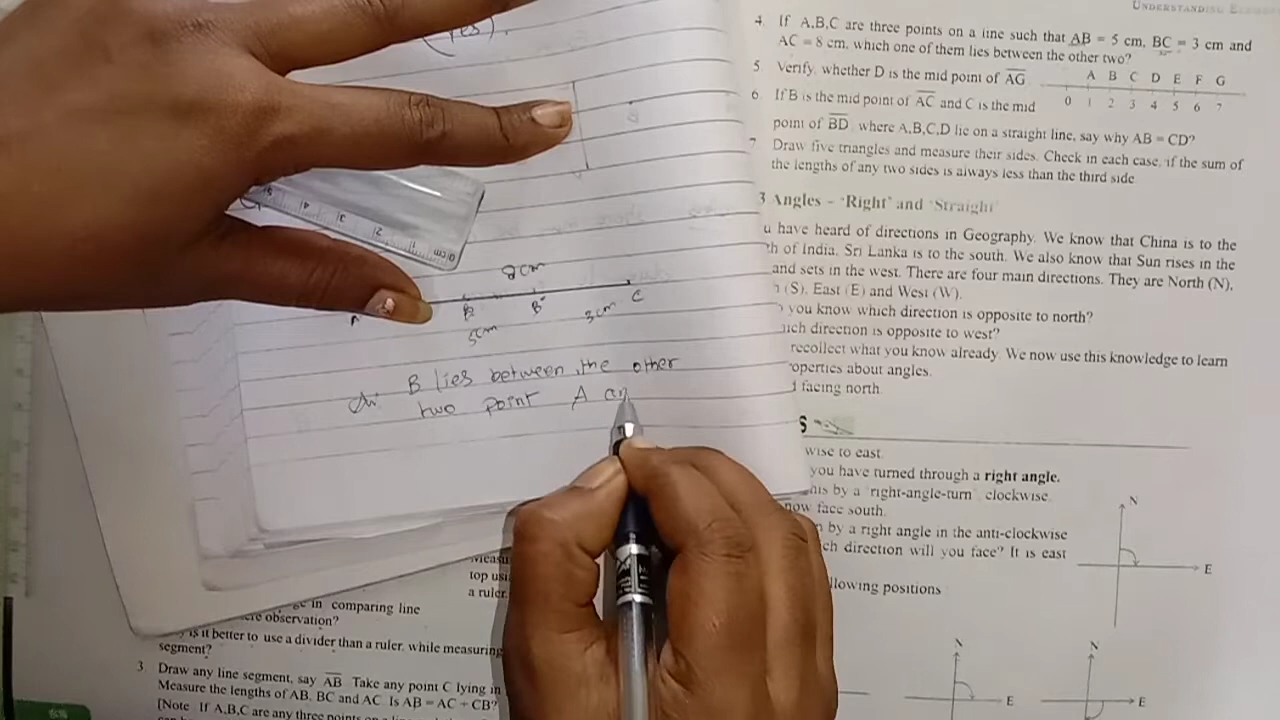 (Yes).
8cm
A B B C
5cm 3cm
B lies between the other
two point A an
UNDERSTANDING
4. If A,B,C are three points on a line such that AB = 5 cm, BC = 3 cm and
AC = 8 cm, which one of them lies between the other two?
5. Verify, whether D is the mid point of AG
A B C D E F G
0 1 2 3 4 5 6 7
6. If B is the mid point of AC and C is the mid
point of BD, where A,B,C,D lie on a straight line, say why AB = CD?
7. Draw five triangles and measure their sides. Check in each case, if the sum of
the lengths of any two sides is always less than the third side
3 Angles – 'Right' and 'Straight'
u have heard of directions in Geography. We know that China is to the
th of India, Sri Lanka is to the south. We also know that Sun rises in the
and sets in the west. There are four main directions. They are North (N),
(S), East (E) and West (W).
you know which direction is opposite to north?
ich direction is opposite to west?
recollect what you know already. We now use this knowledge to learn
roperties about angles.
facing north
S
wise to east
you have turned through a right angle.
his by a 'right-angle-turn' clockwise.
now face south.
by a right angle in the anti-clockwise
ch direction will you face? It is east
llowing positions
N
E
N
E
N
E
Measu
top usi
a ruler.
in comparing line
observation?
is it better to use a divider than a ruler, while measuring
segment?
3 Draw any line segment, say AB. Take any point C lying in
Measure the lengths of AB, BC and AC. Is AB = AC + CB?
[Note. If A,B,C are any three points on a line